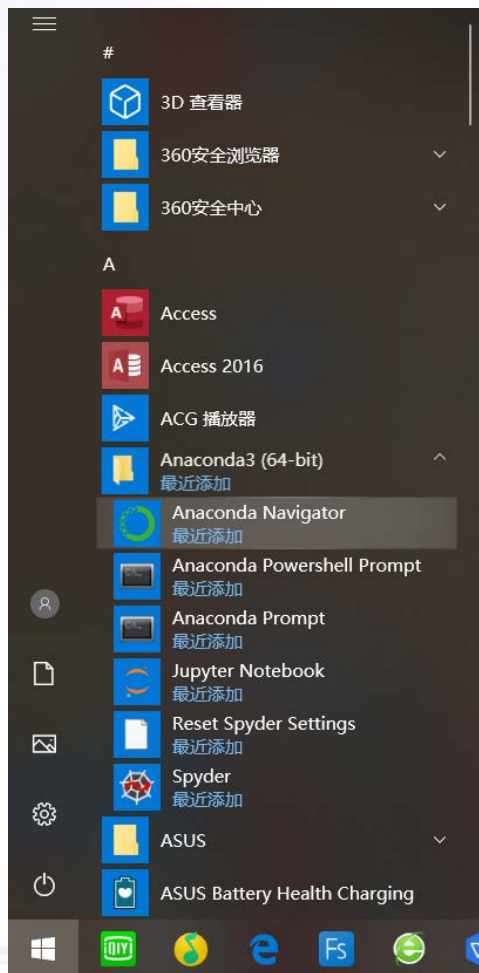 #
3D 查看器
360安全浏览器
360安全中心
A
Access
Access 2016
ACG 播放器
Anaconda3 (64-bit)
最近添加
Anaconda Navigator
最近添加
Anaconda Powershell Prompt
最近添加
Anaconda Prompt
最近添加
Jupyter Notebook
最近添加
Reset Spyder Settings
最近添加
Spyder
最近添加
ASUS
ASUS Battery Health Charging
QIYI
Fs